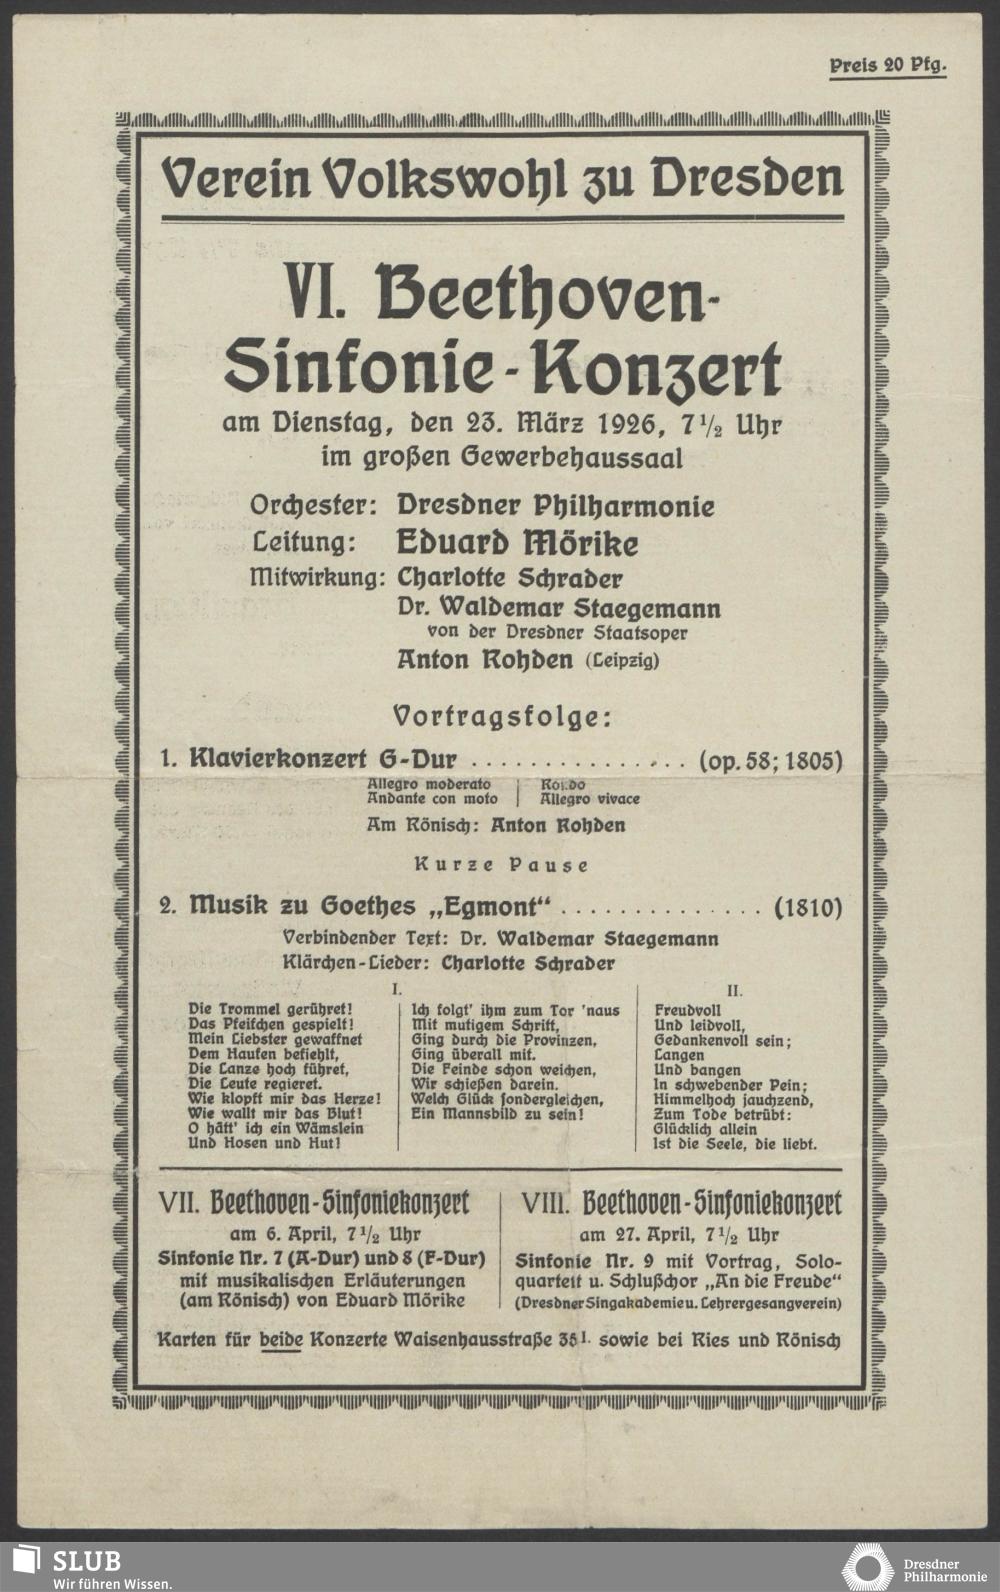 Preis 20 Pfg.
Verein Volkswohl zu Dresden
VI. Beethoven-
Sinfonie-Konzert
am Dienstag, den 23. März 1926, 7 1/2 Uhr
im großen Gewerbehaussaal
Orchester: Dresdner Philharmonie
Leitung: Eduard Mörike
Mitwirkung: Charlotte Schrader
Dr. Waldemar Staegemann
von der Dresdner Staatsoper
Anton Rohden (Leipzig)
Vortragsfolge:
1. Klavierkonzert G-Dur . . . . . . . . . . . . . . . (op. 58; 1805)
Allegro moderato
Andante con moto
Rondo
Allegro vivace
Am Rönisch: Anton Rohden
Kurze Pause
2. Musik zu Goethes „Egmont“ . . . . . . . . . . . . . . (1810)
Verbindender Text: Dr. Waldemar Staegemann
Klärchen-Lieder: Charlotte Schrader
I.
Die Trommel gerühret!
Das Pfeifchen gespielt!
Mein Liebster gewaffnet
Dem Haufen befiehlt,
Die Lanze hoch führet,
Die Leute regieret.
Wie klopft mir das Herze!
Wie wallt mir das Blut!
O hätt' ich ein Wämslein
Und Hosen und Hut!
Ich folgt' ihm zum Tor 'naus
Mit mutigem Schritt,
Ging durch die Provinzen,
Ging überall mit.
Die Feinde schon weichen,
Wir schießen darein.
Welch Glück sondergleichen,
Ein Mannsbild zu sein!
II.
Freudvoll
Und leidvoll,
Gedankenvoll sein;
Langen
Und bangen
In schwebender Pein;
Himmelhoch jauchzend,
Zum Tode betrübt:
Glücklich allein
Ist die Seele, die liebt.
VII. Beethoven-Sinfoniekonzert
am 6. April, 7 1/2 Uhr
Sinfonie Nr. 7 (A-Dur) und 8 (F-Dur)
mit musikalischen Erläuterungen
(am Rönisch) von Eduard Mörike
VIII. Beethoven-Sinfoniekonzert
am 27. April, 7 1/2 Uhr
Sinfonie Nr. 9 mit Vortrag, Solo-
quartett u. Schlußchor „An die Freude“
(Dresdner Singakademie u. Lehrergesangverein)
Karten für beide Konzerte Waisenhausstraße 35 I. sowie bei Ries und Rönisch
SLUB
Wir führen Wissen.
Dresdner
Philharmonie